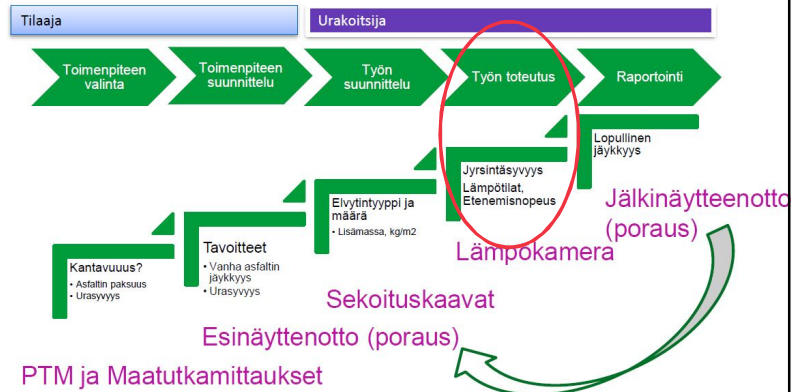 Tilaaja
Urakoitsija
Toimenpiteen
valinta
Toimenpiteen
suunnittelu
Työn
suunnittelu
Työn toteutus
Raportointi
Kantavuuus?
• Asfaltin paksuus
• Urasyvyys
Tavoitteet
• Vanha asfaltin
jäykkyys
• Urasyvyys
Elvytintyyppi ja
määrä
• Lisämassa, kg/m2
Jyrsintäsyvyys
Lämpötilat,
Etenemisnopeus
Lopullinen
jäykkyys
Jälkinäytteenotto
(poraus)
Lämpökamera
Sekoituskaavat
Esinäyttenotto (poraus)
PTM ja Maatutkamittaukset